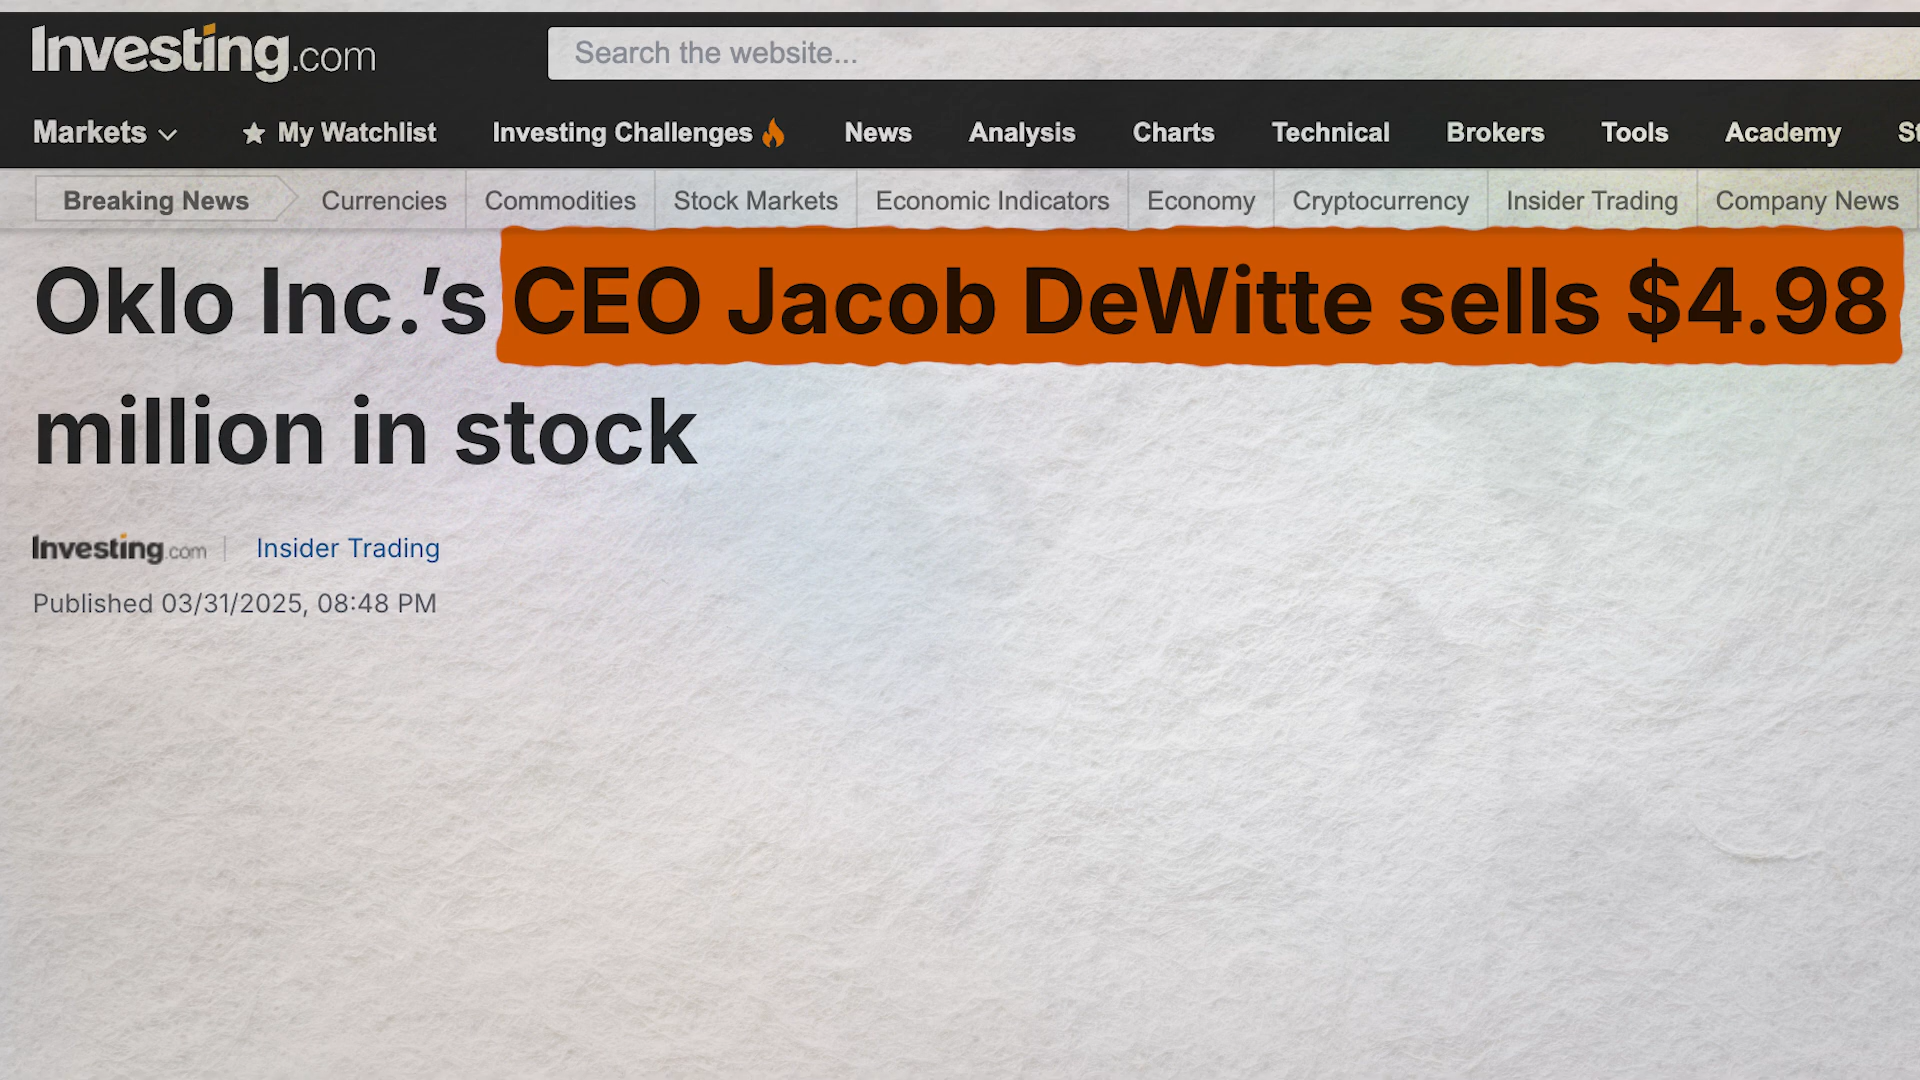 Investing.com
Search the website...
Markets My Watchlist Investing Challenges News Analysis Charts Technical Brokers Tools Academy
Breaking News Currencies Commodities Stock Markets Economic Indicators Economy Cryptocurrency Insider Trading Company News
Oklo Inc.’s CEO Jacob DeWitte sells $4.98
million in stock
Investing.com | Insider Trading
Published 03/31/2025, 08:48 PM